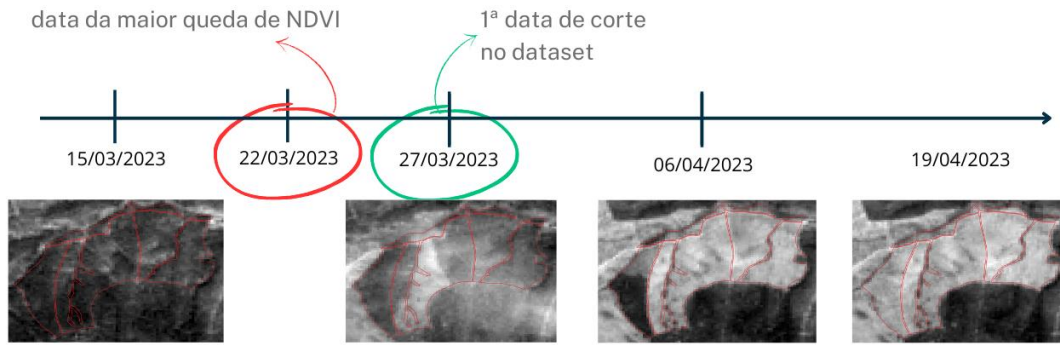 data da maior queda de NDVI
1ª data de corte
no dataset
15/03/2023
22/03/2023
27/03/2023
06/04/2023
19/04/2023